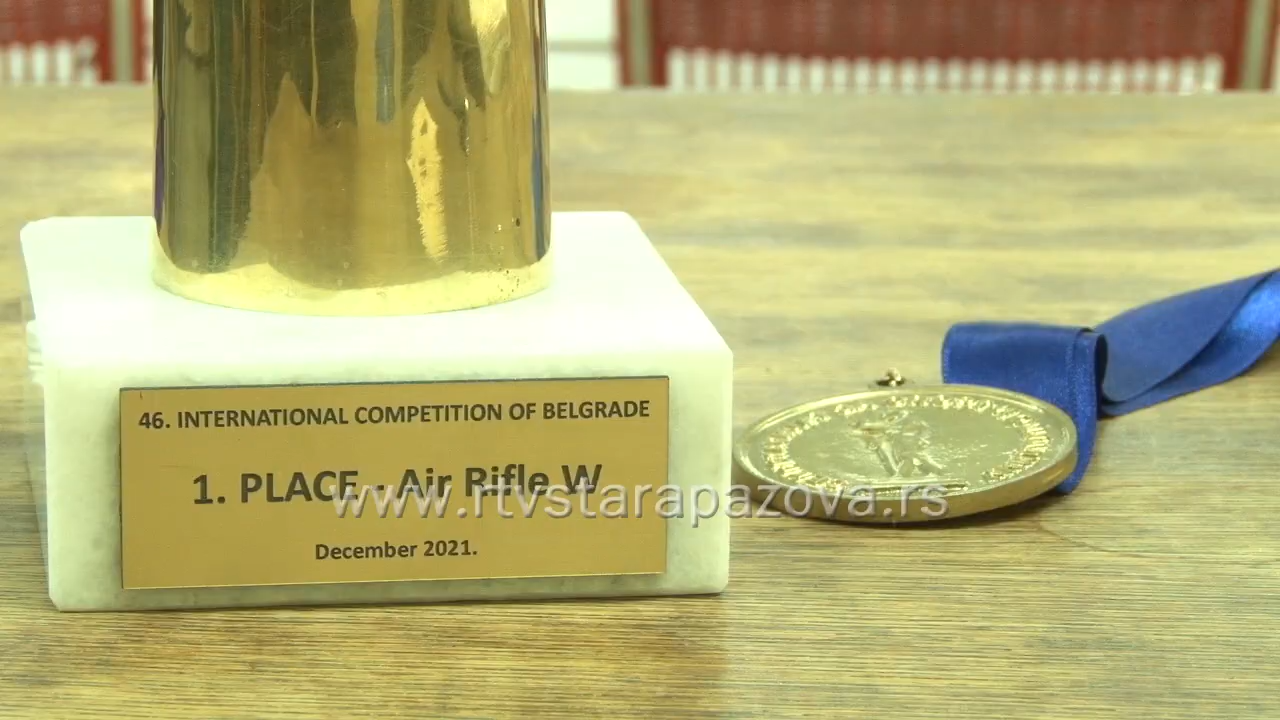 46. INTERNATIONAL COMPETITION OF BELGRADE
1. PLACE - Air Rifle W
www.rtvstarapazova.rs
December 2021.